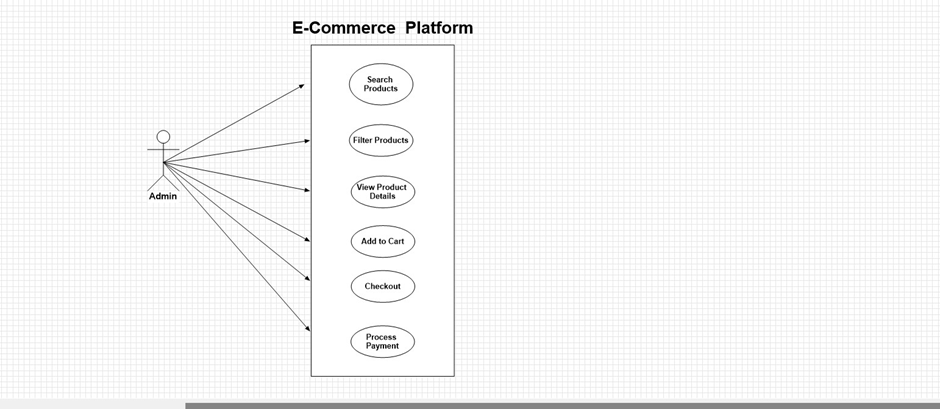 E-Commerce Platform
Search
Products
Filter Products
View Product
Details
Add to Cart
Checkout
Process
Payment
Admin